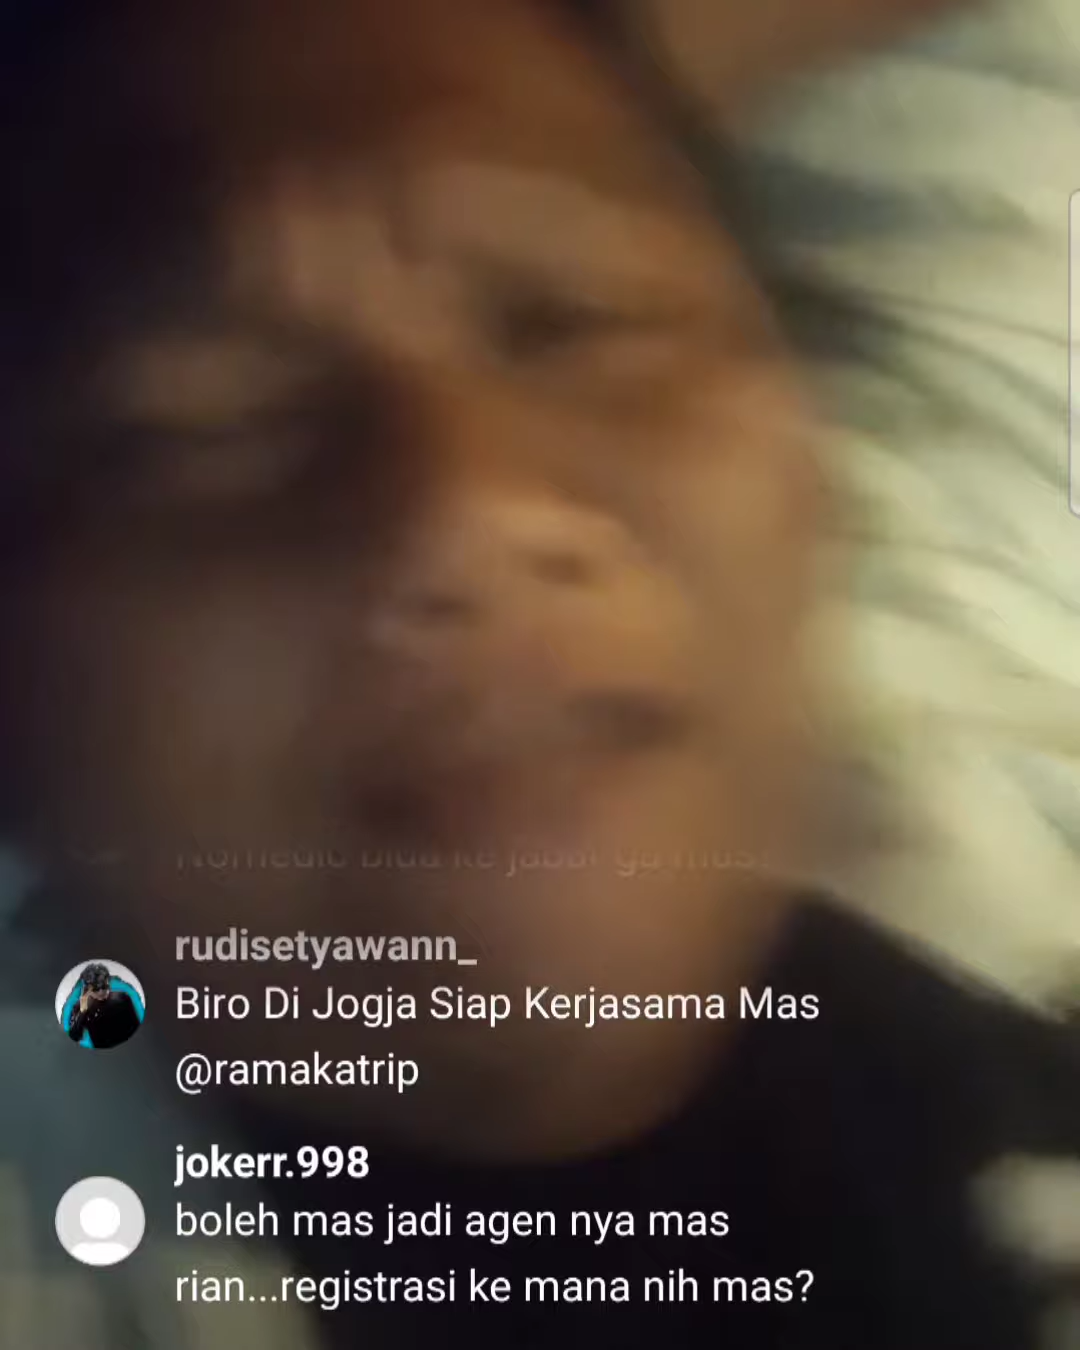 rudisetyawann_
Biro Di Jogja Siap Kerjasama Mas
@ramakatrip
jokerr.998
boleh mas jadi agen nya mas
rian...registrasi ke mana nih mas?